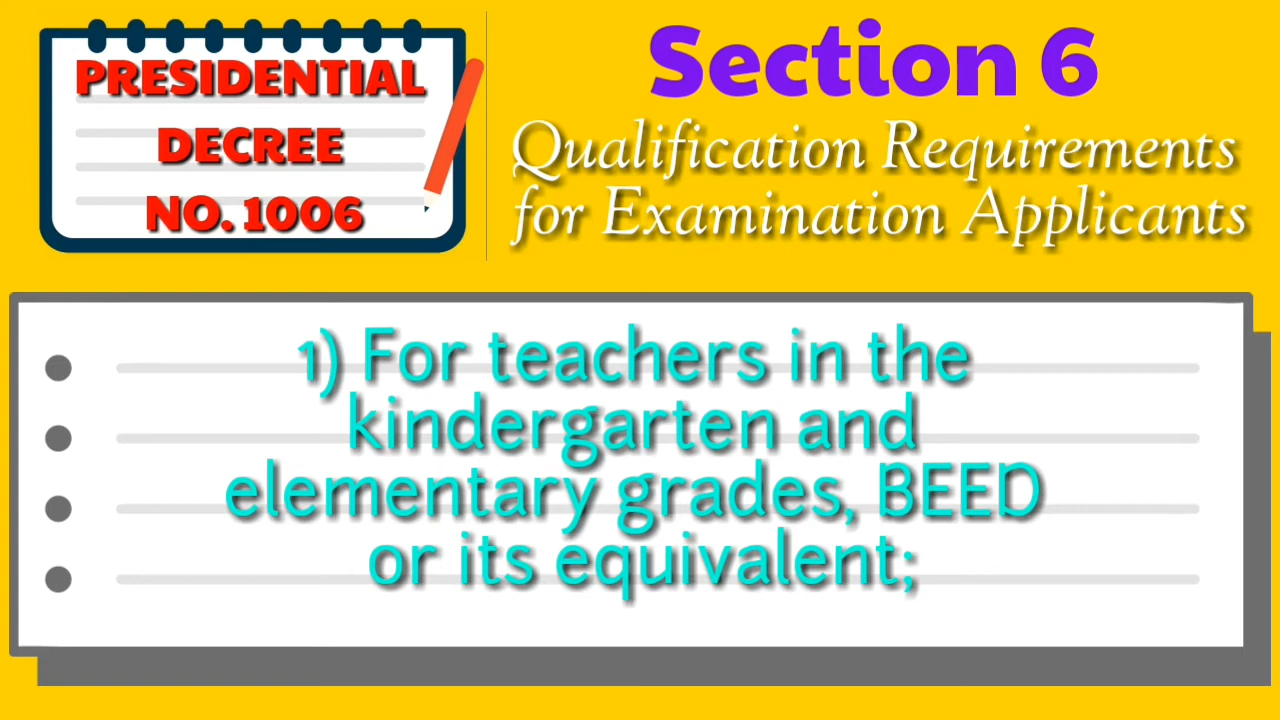 PRESIDENTIAL
DECREE
NO. 1006
Section 6
Qualification Requirements
for Examination Applicants
1) For teachers in the
kindergarten and
elementary grades, BEED
or its equivalent;